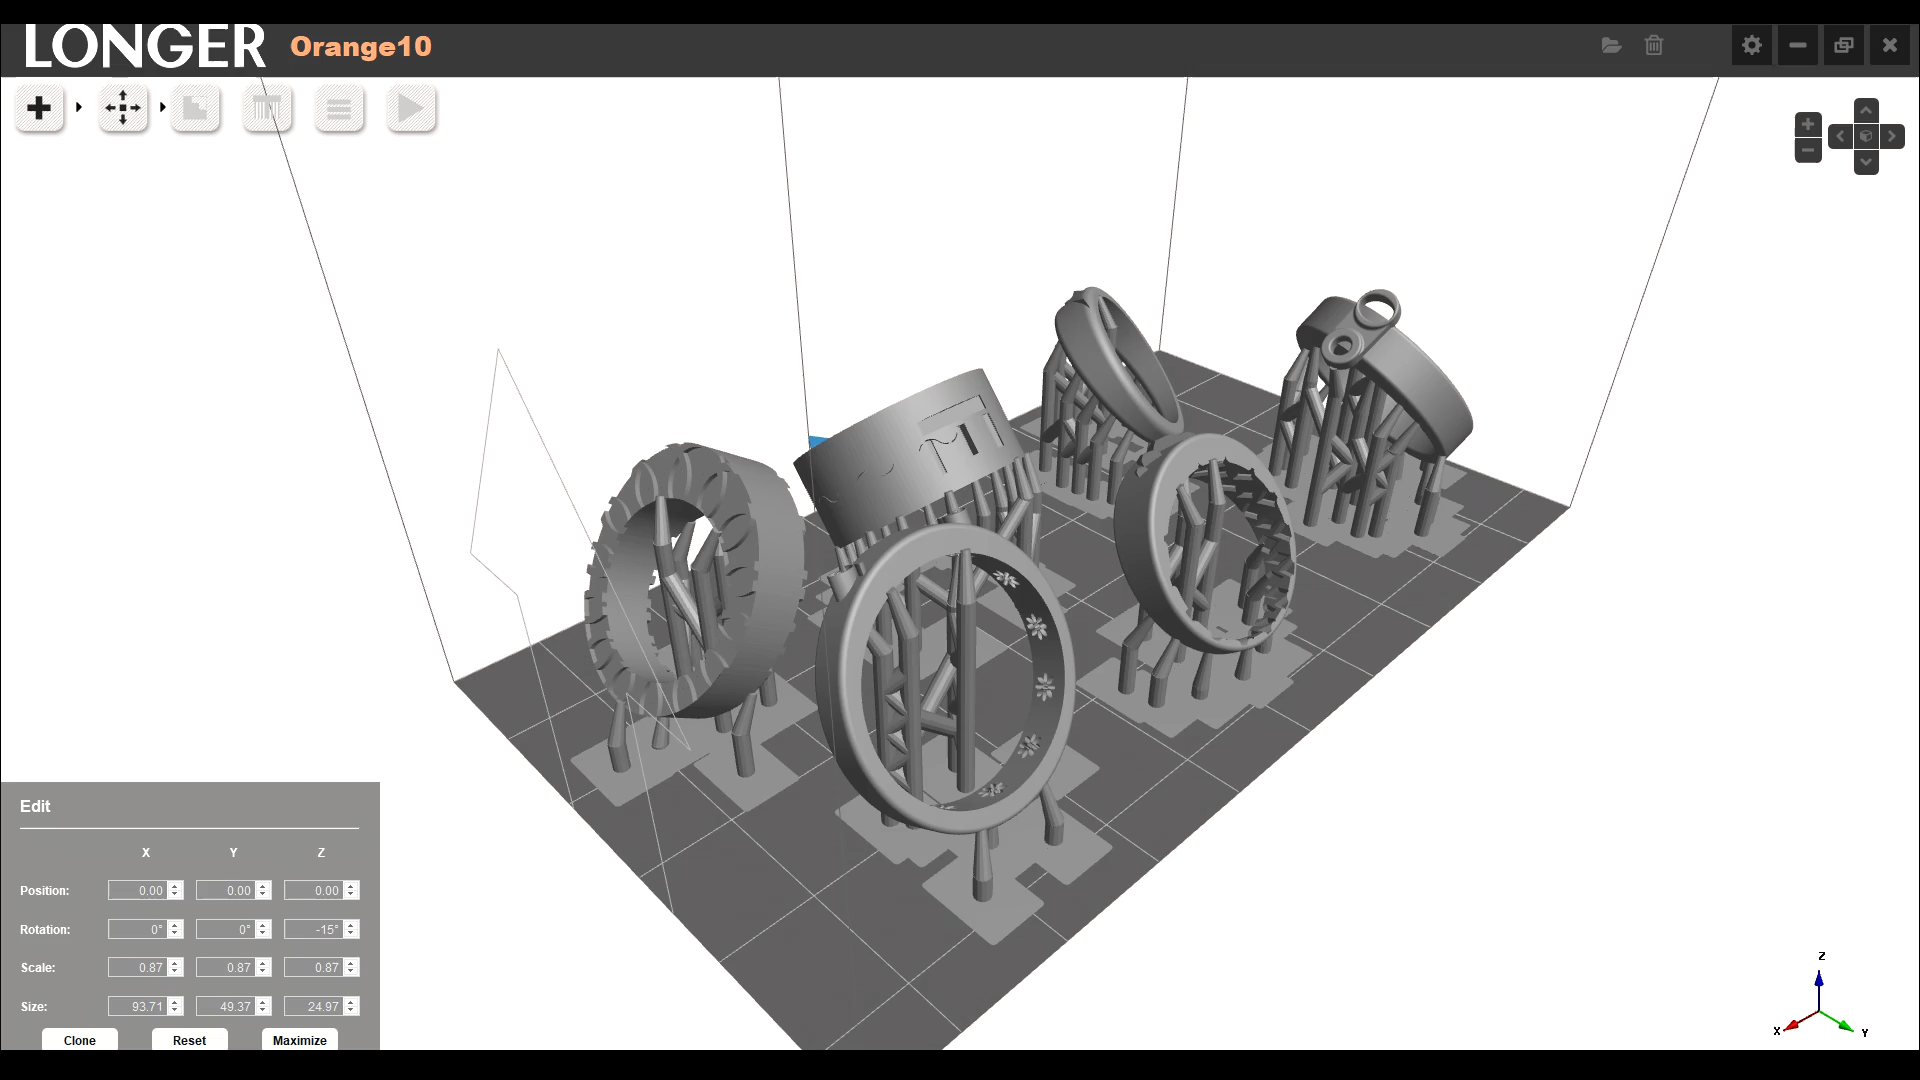 LONGER Orange10
Edit
X Y Z
Position: 0.00 0.00 0.00
Rotation: 0° 0° -15°
Scale: 0.87 0.87 0.87
Size: 93.71 49.37 24.97
Clone Reset Maximize
Z
X Y